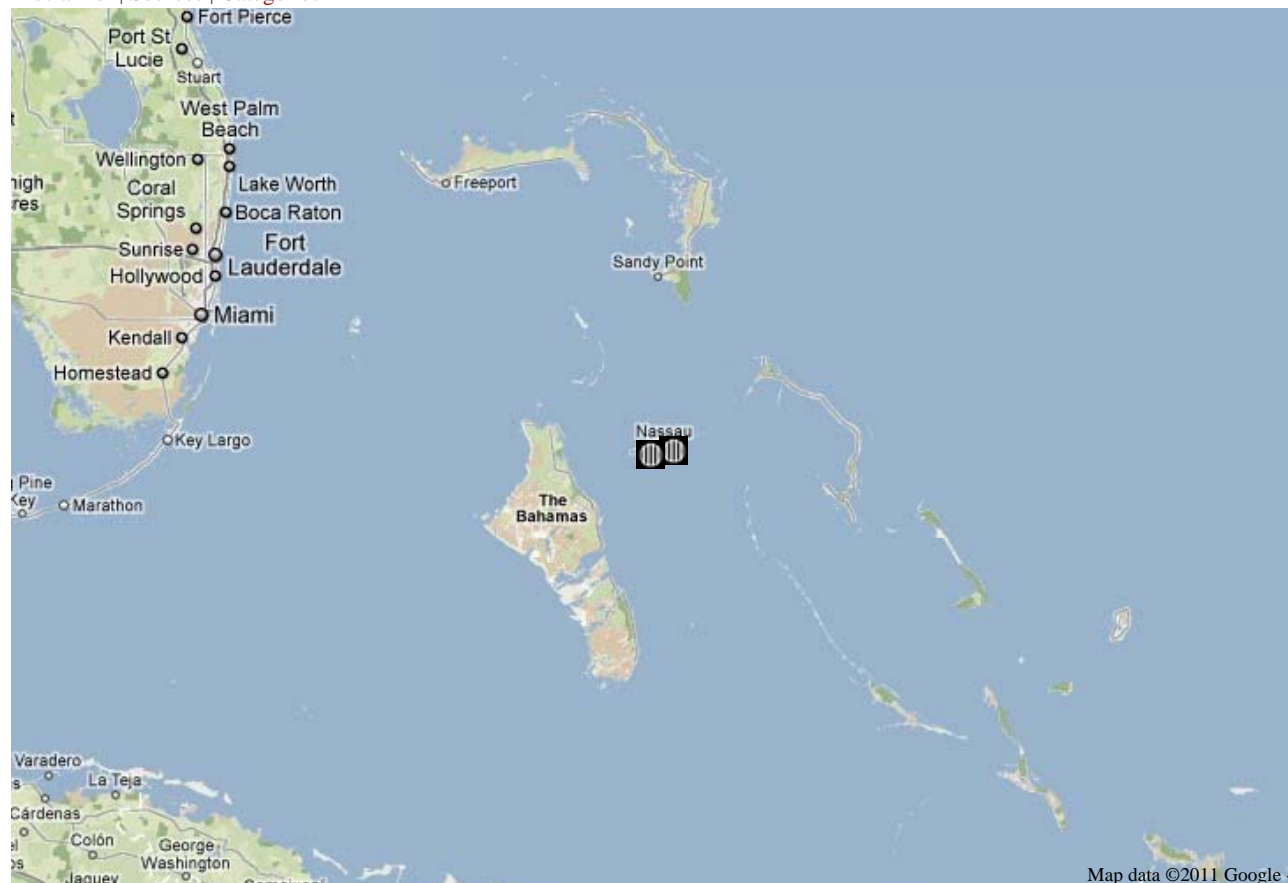 Fort Pierce
Port St
Lucie
Stuart
West Palm
Beach
Wellington
Lake Worth
Coral
Springs
Boca Raton
Sunrise
Fort
Lauderdale
Hollywood
Miami
Kendall
Homestead
Key Largo
Pine
Key
Marathon
Freeport
Sandy Point
Nassau
The
Bahamas
Varadero
La Teja
Cárdenas
Colón
George
Washington
Jaguey
Map data ©2011 Google